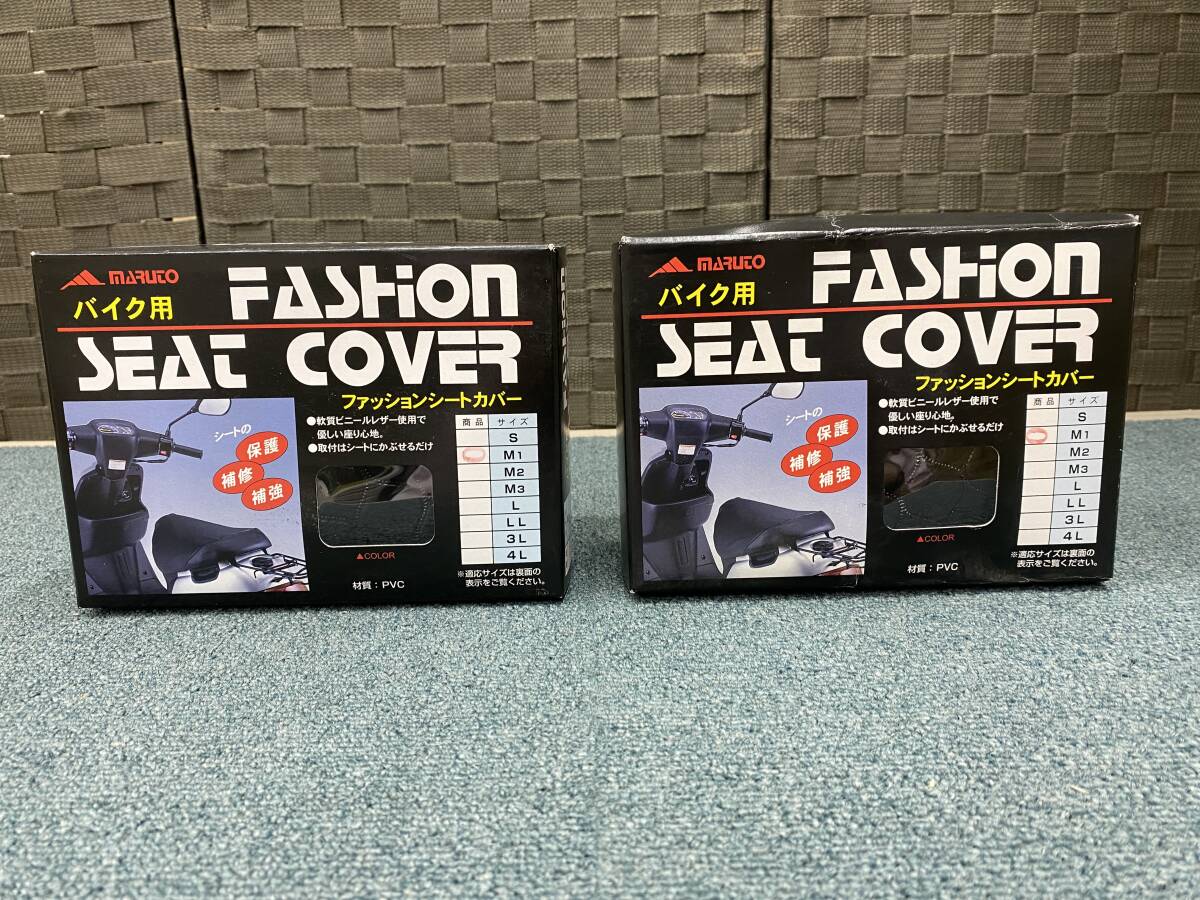 MARUTO
バイク用
FASHION
SEAT COVER
ファッションシートカバー
●軟質ビニールレザー使用で
優しい座り心地。
●取付はシートにかぶせるだけ
シートの
保護
補修
補強
▲COLOR
材質：PVC
商品 サイズ
S
M1
M2
M3
L
LL
3L
4L
※適応サイズは裏面の
表示をご覧ください。
MARUTO
バイク用
FASHION
SEAT COVER
ファッションシートカバー
●軟質ビニールレザー使用で
優しい座り心地。
●取付はシートにかぶせるだけ
シートの
保護
補修
補強
▲COLOR
材質：PVC
商品 サイズ
S
M1
M2
M3
L
LL
3L
4L
※適応サイズは裏面の
表示をご覧ください。